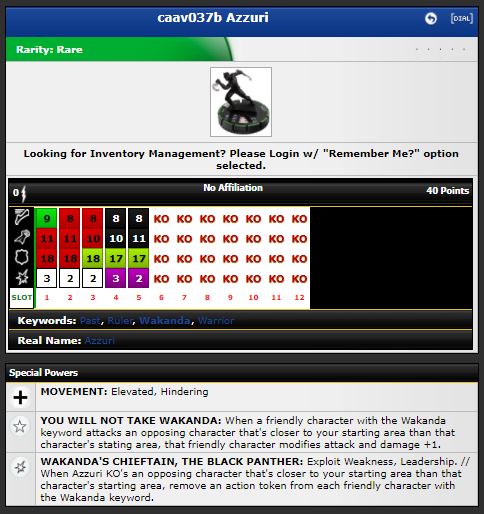 caav037b Azzuri
[DIAL]
Rarity: Rare
Looking for Inventory Management? Please Login w/ "Remember Me?" option
selected.
0 No Affiliation 40 Points
9 8 8 8 8 KO KO KO KO KO KO KO
11 11 10 10 11 KO KO KO KO KO KO KO
18 18 18 17 17 KO KO KO KO KO KO KO
3 2 2 3 2 KO KO KO KO KO KO KO
SLOT 1 2 3 4 5 6 7 8 9 10 11 12
Keywords: Past, Ruler, Wakanda, Warrior
Real Name: Azzuri
Special Powers
MOVEMENT: Elevated, Hindering
YOU WILL NOT TAKE WAKANDA: When a friendly character with the Wakanda
keyword attacks an opposing character that's closer to your starting area than that
character's stating area, that friendly character modifies attack and damage +1.
WAKANDA'S CHIEFTAIN, THE BLACK PANTHER: Exploit Weakness, Leadership. //
When Azzuri KO's an opposing character that's closer to your starting area than that
character's starting area, remove an action token from each friendly character with
the Wakanda keyword.